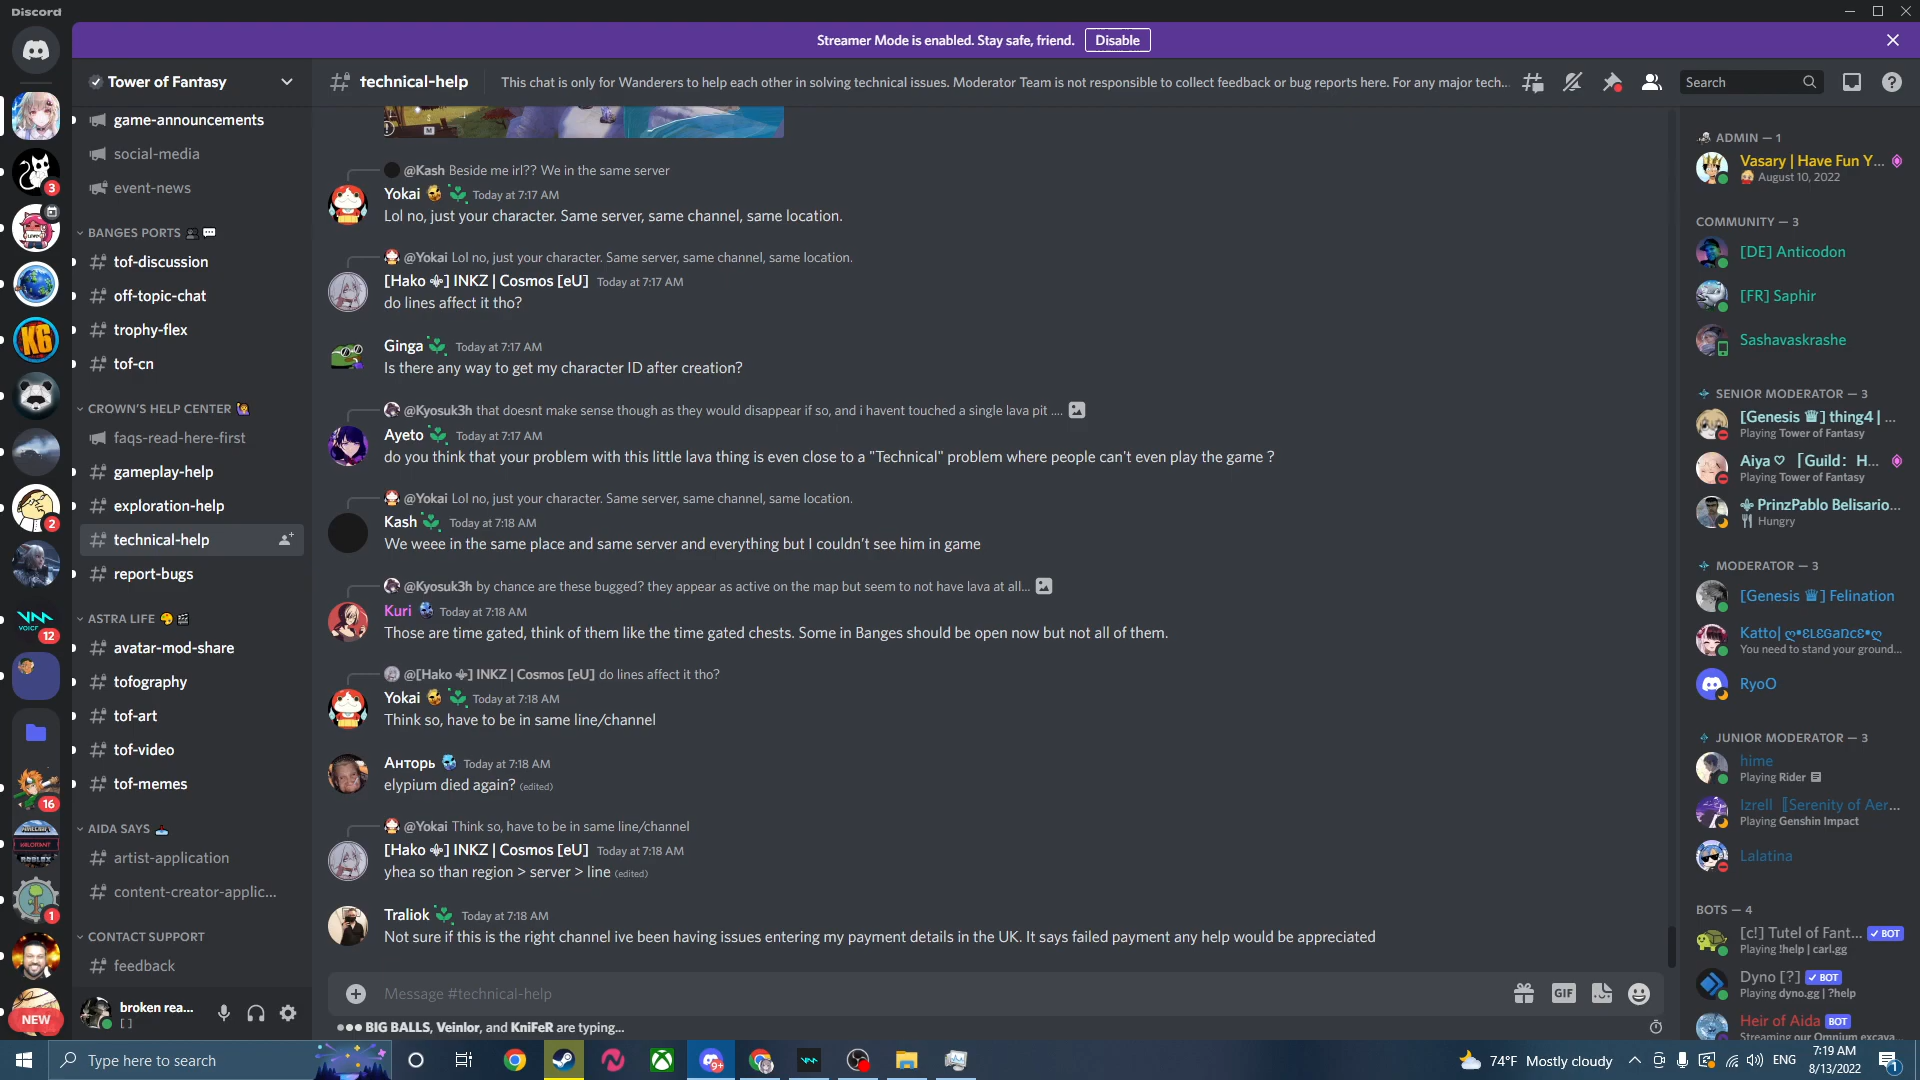 Discord
Streamer Mode is enabled. Stay safe, friend.
Disable
Tower of Fantasy
technical-help
This chat is only for Wanderers to help each other in solving technical issues. Moderator Team is not responsible to collect feedback or bug reports here. For any major tech...
Search
game-announcements
social-media
event-news
BANGES PORTS
tof-discussion
off-topic-chat
trophy-flex
tof-cn
CROWN'S HELP CENTER
faqs-read-here-first
gameplay-help
exploration-help
technical-help
report-bugs
ASTRA LIFE
avatar-mod-share
tofography
tof-art
tof-video
tof-memes
AIDA SAYS
artist-application
content-creator-applic...
CONTACT SUPPORT
feedback
3
K6
2
VOICE
12
16
MINECRAFT
VALORANT
ROBLOX
1
NEW
broken rea...
[ ]
M
@Kash Beside me irl?? We in the same server
Yokai Today at 7:17 AM
Lol no, just your character. Same server, same channel, same location.
@Yokai Lol no, just your character. Same server, same channel, same location.
[Hako ⚜] INKZ | Cosmos [eU] Today at 7:17 AM
do lines affect it tho?
Ginga Today at 7:17 AM
Is there any way to get my character ID after creation?
@Kyosuk3h that doesnt make sense though as they would disappear if so, and i havent touched a single lava pit ....
Ayeto Today at 7:17 AM
do you think that your problem with this little lava thing is even close to a "Technical" problem where people can't even play the game ?
@Yokai Lol no, just your character. Same server, same channel, same location.
Kash Today at 7:18 AM
We weee in the same place and same server and everything but I couldn't see him in game
@Kyosuk3h by chance are these bugged? they appear as active on the map but seem to not have lava at all...
Kuri Today at 7:18 AM
Those are time gated, think of them like the time gated chests. Some in Banges should be open now but not all of them.
@[Hako ⚜] INKZ | Cosmos [eU] do lines affect it tho?
Yokai Today at 7:18 AM
Think so, have to be in same line/channel
Анторь Today at 7:18 AM
elypium died again? (edited)
@Yokai Think so, have to be in same line/channel
[Hako ⚜] INKZ | Cosmos [eU] Today at 7:18 AM
yhea so than region > server > line (edited)
Traliok Today at 7:18 AM
Not sure if this is the right channel ive been having issues entering my payment details in the UK. It says failed payment any help would be appreciated
Message #technical-help
GIF
BIG BALLS, Veinlor, and KniFeR are typing...
ADMIN — 1
Vasary | Have Fun Y...
August 10, 2022
COMMUNITY — 3
[DE] Anticodon
[FR] Saphir
Sashavaskrashe
SENIOR MODERATOR — 3
[Genesis ♕] thing4 | ...
Playing Tower of Fantasy
Aiya ♡ 「Guild： H...
Playing Tower of Fantasy
⚜ PrinzPablo Belisario...
Hungry
MODERATOR — 3
[Genesis ♕] Felination
Katto| ღ•ƐLƐGaᑎcƐ•ღ
You need to stand your ground...
RyoO
JUNIOR MODERATOR — 3
hime
Playing Rider
Izrell 〚Serenity of Aer...
Playing Genshin Impact
Lalatina
BOTS — 4
[c!] Tutel of Fant... ✓ BOT
Playing !help | carl.gg
Dyno [?] ✓ BOT
Playing dyno.gg | ?help
Heir of Aida BOT
Streaming our Omnium excava...
Type here to search
9+
74°F Mostly cloudy
ENG
7:19 AM
8/13/2022
1